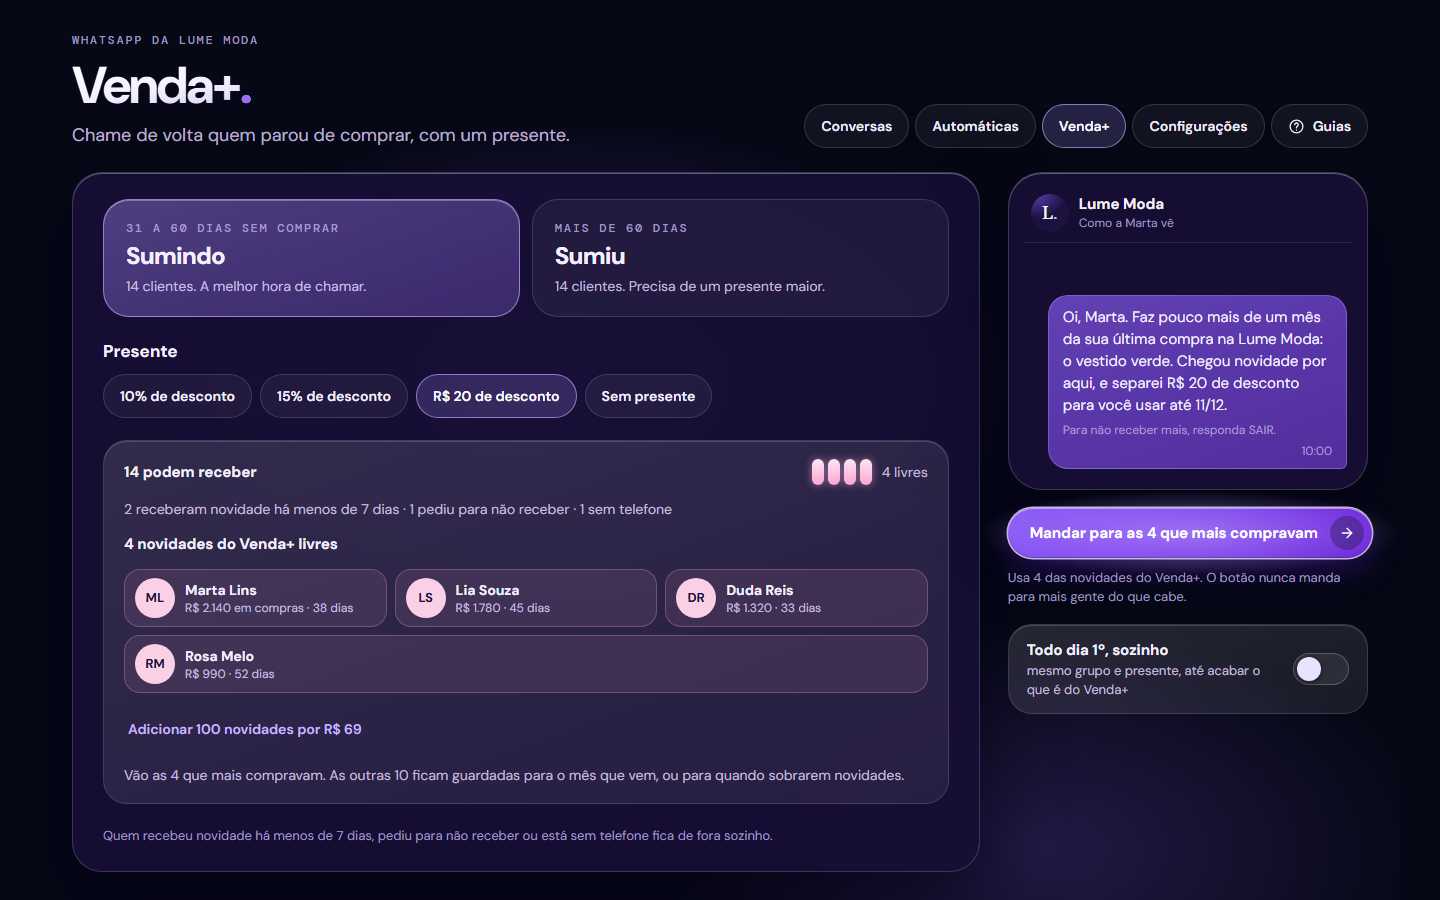 WHATSAPP DA LUME MODA
Venda+.
Chame de volta quem parou de comprar, com um presente.
Conversas
Automáticas
Venda+
Configurações
Guias
31 A 60 DIAS SEM COMPRAR
Sumindo
14 clientes. A melhor hora de chamar.
MAIS DE 60 DIAS
Sumiu
14 clientes. Precisa de um presente maior.
Presente
10% de desconto
15% de desconto
R$ 20 de desconto
Sem presente
14 podem receber
4 livres
2 receberam novidade há menos de 7 dias · 1 pediu para não receber · 1 sem telefone
4 novidades do Venda+ livres
ML
Marta Lins
R$ 2.140 em compras · 38 dias
LS
Lia Souza
R$ 1.780 · 45 dias
DR
Duda Reis
R$ 1.320 · 33 dias
RM
Rosa Melo
R$ 990 · 52 dias
Adicionar 100 novidades por R$ 69
Vão as 4 que mais compravam. As outras 10 ficam guardadas para o mês que vem, ou para quando sobrarem novidades.
Quem recebeu novidade há menos de 7 dias, pediu para não receber ou está sem telefone fica de fora sozinho.
L.
Lume Moda
Como a Marta vê
Oi, Marta. Faz pouco mais de um mês
da sua última compra na Lume Moda:
o vestido verde. Chegou novidade por
aqui, e separei R$ 20 de desconto
para você usar até 11/12.
Para não receber mais, responda SAIR.
10:00
Mandar para as 4 que mais compravam
Usa 4 das novidades do Venda+. O botão nunca manda
para mais gente do que cabe.
Todo dia 1º, sozinho
mesmo grupo e presente, até acabar o
que é do Venda+